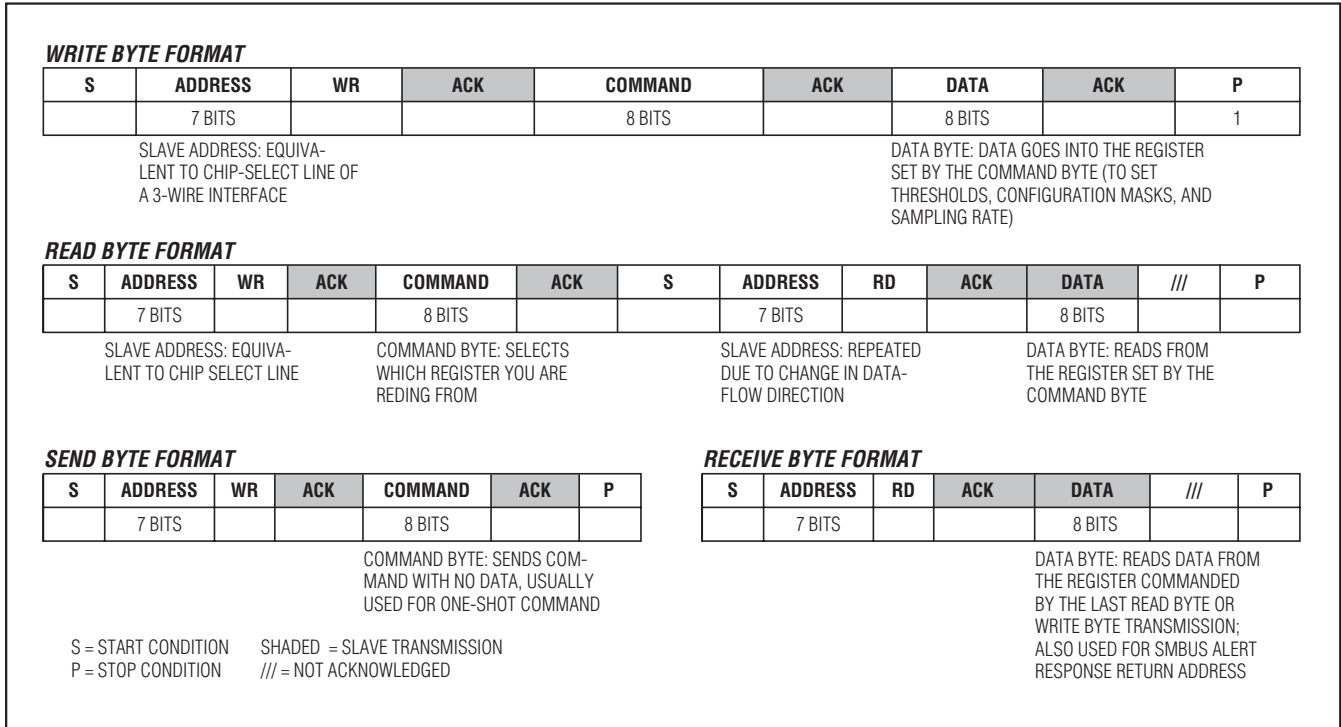 WRITE BYTE FORMAT
S ADDRESS WR ACK COMMAND ACK DATA ACK P
7 BITS 8 BITS 8 BITS 1
SLAVE ADDRESS: EQUIVA-
LENT TO CHIP-SELECT LINE OF
A 3-WIRE INTERFACE
DATA BYTE: DATA GOES INTO THE REGISTER
SET BY THE COMMAND BYTE (TO SET
THRESHOLDS, CONFIGURATION MASKS, AND
SAMPLING RATE)
READ BYTE FORMAT
S ADDRESS WR ACK COMMAND ACK S ADDRESS RD ACK DATA /// P
7 BITS 8 BITS 7 BITS 8 BITS
SLAVE ADDRESS: EQUIVA-
LENT TO CHIP SELECT LINE
COMMAND BYTE: SELECTS
WHICH REGISTER YOU ARE
REDING FROM
SLAVE ADDRESS: REPEATED
DUE TO CHANGE IN DATA-
FLOW DIRECTION
DATA BYTE: READS FROM
THE REGISTER SET BY THE
COMMAND BYTE
SEND BYTE FORMAT
S ADDRESS WR ACK COMMAND ACK P
7 BITS 8 BITS
COMMAND BYTE: SENDS COM-
MAND WITH NO DATA, USUALLY
USED FOR ONE-SHOT COMMAND
RECEIVE BYTE FORMAT
S ADDRESS RD ACK DATA /// P
7 BITS 8 BITS
DATA BYTE: READS DATA FROM
THE REGISTER COMMANDED
BY THE LAST READ BYTE OR
WRITE BYTE TRANSMISSION;
ALSO USED FOR SMBUS ALERT
RESPONSE RETURN ADDRESS
S = START CONDITION SHADED = SLAVE TRANSMISSION
P = STOP CONDITION /// = NOT ACKNOWLEDGED